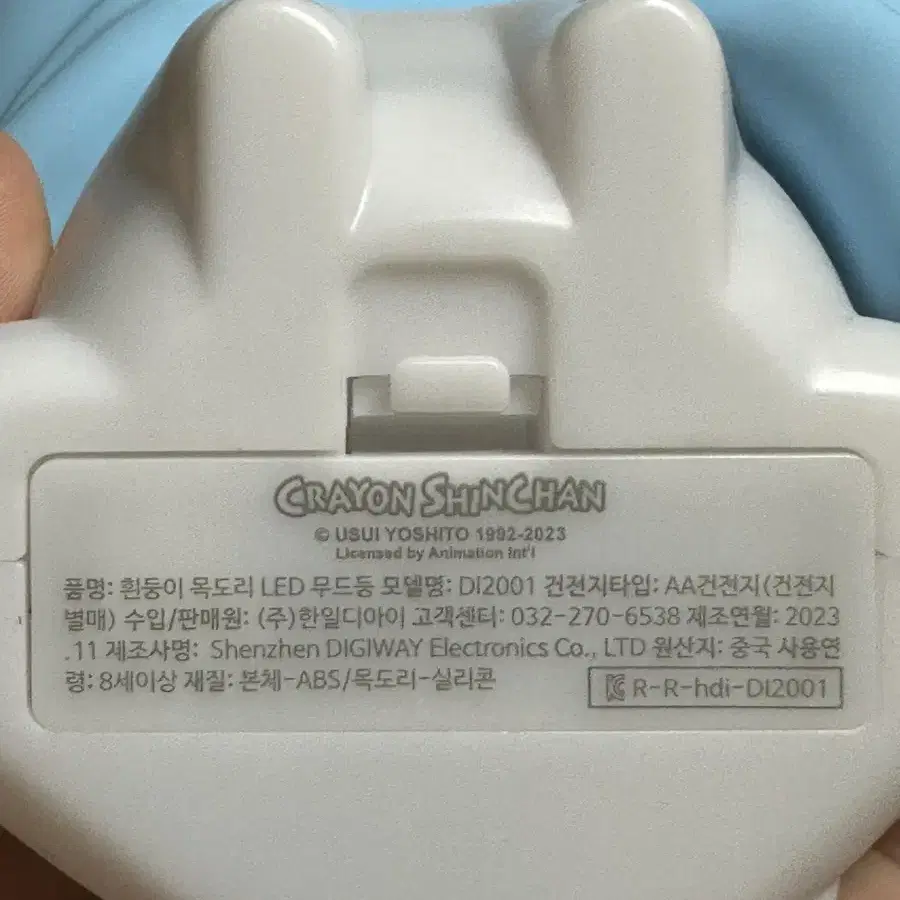 CRAYON SHINCHAN
© USUI YOSHITO 1992-2023
Licensed by Animation Int'l
품명: 흰둥이 목도리 LED 무드등 모델명: DI2001 건전지타입: AA건전지(건전지
별매) 수입/판매원: (주)한일디아이 고객센터: 032-270-6538 제조연월: 2023
.11 제조사명: Shenzhen DIGIWAY Electronics Co., LTD 원산지: 중국 사용연
령: 8세이상 재질: 본체-ABS/목도리-실리콘
R-R-hdi-DI2001